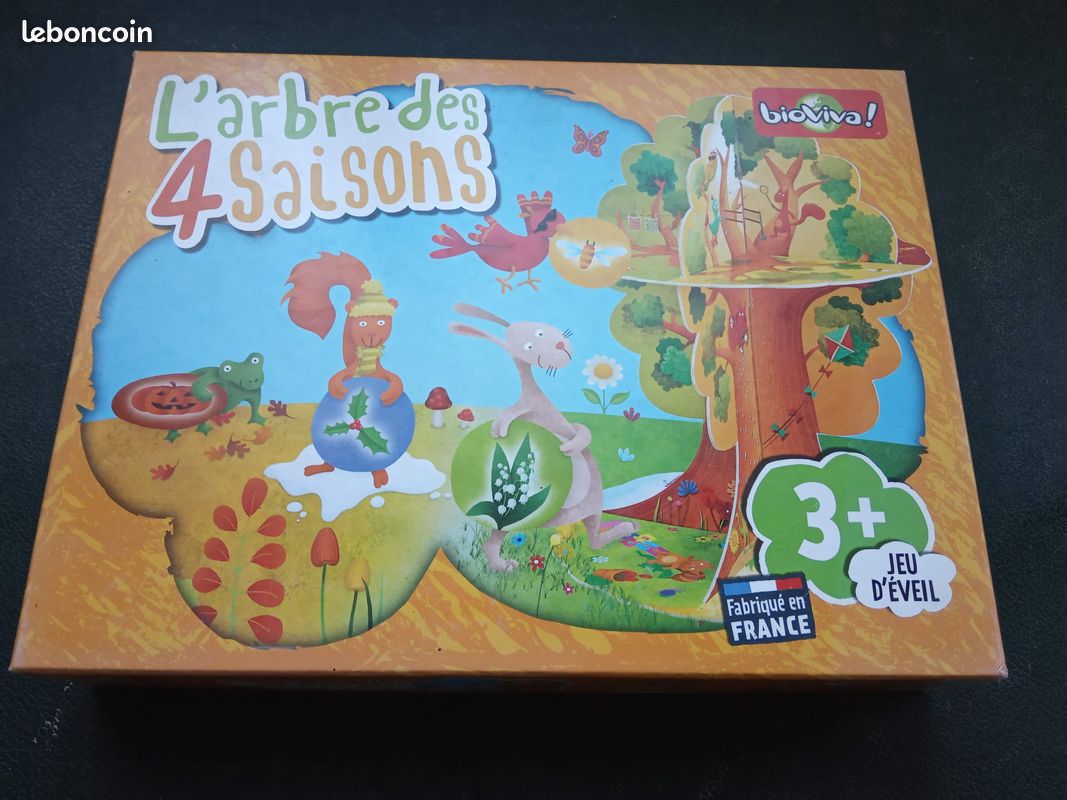 leboncoin
L'arbre des
4 saisons
bioviva!
3+
JEU
D'ÉVEIL
Fabriqué en
FRANCE